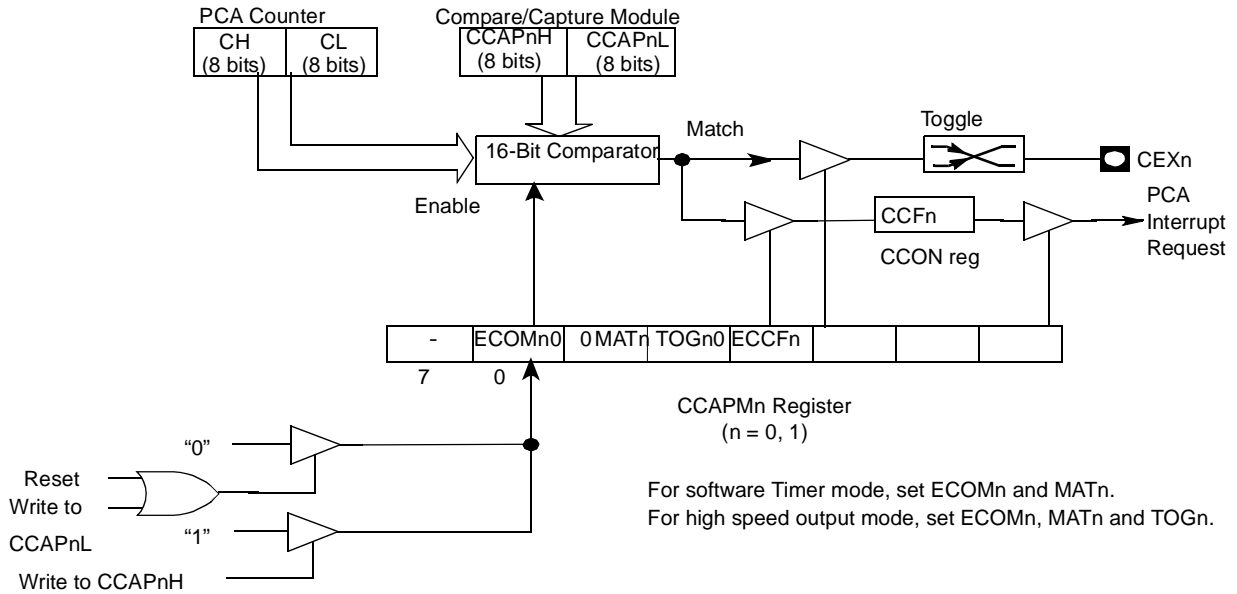 PCA Counter
CH
(8 bits)
CL
(8 bits)
Compare/Capture Module
CCAPnH
(8 bits)
CCAPnL
(8 bits)
16-Bit Comparator
Match
Toggle
CEXn
Enable
CCFn
CCON reg
PCA
Interrupt
Request
- ECOMn0 0 MATn TOGn0 ECCFn
7 0
CCAPMn Register
(n = 0, 1)
“0”
Reset
Write to
CCAPnL
“1”
Write to CCAPnH
For software Timer mode, set ECOMn and MATn.
For high speed output mode, set ECOMn, MATn and TOGn.